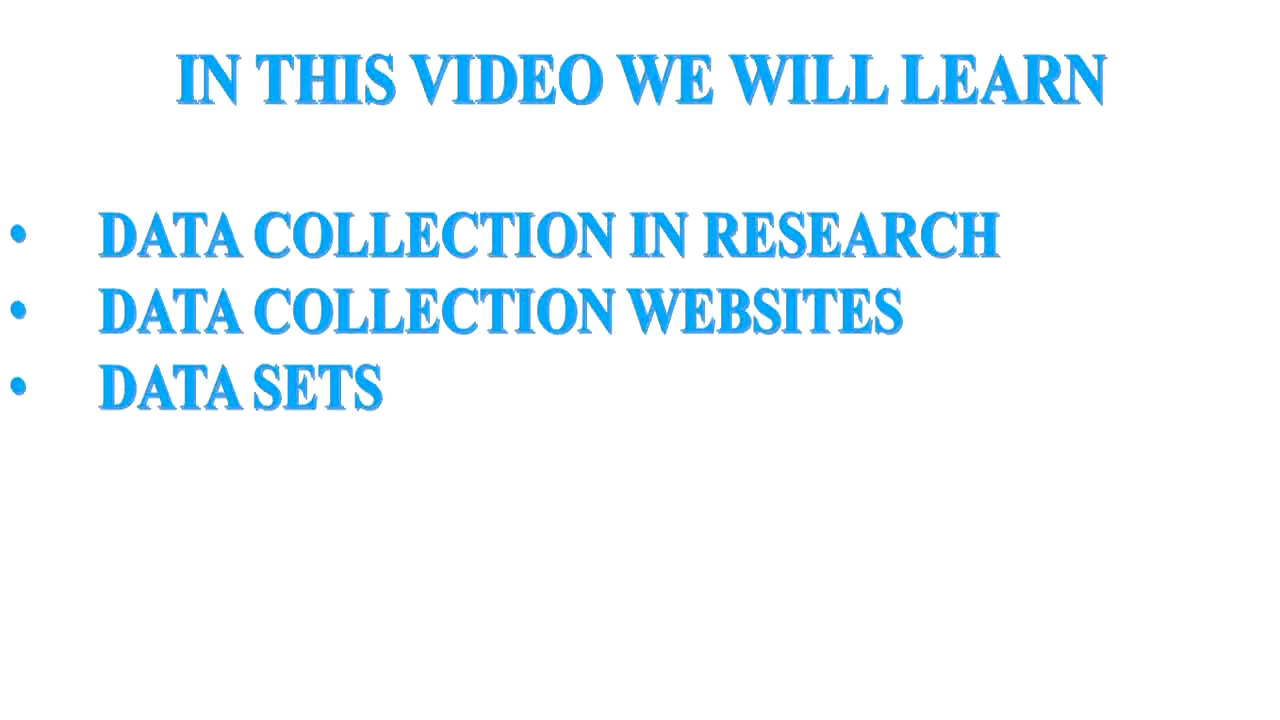 IN THIS VIDEO WE WILL LEARN
• DATA COLLECTION IN RESEARCH
• DATA COLLECTION WEBSITES
• DATA SETS